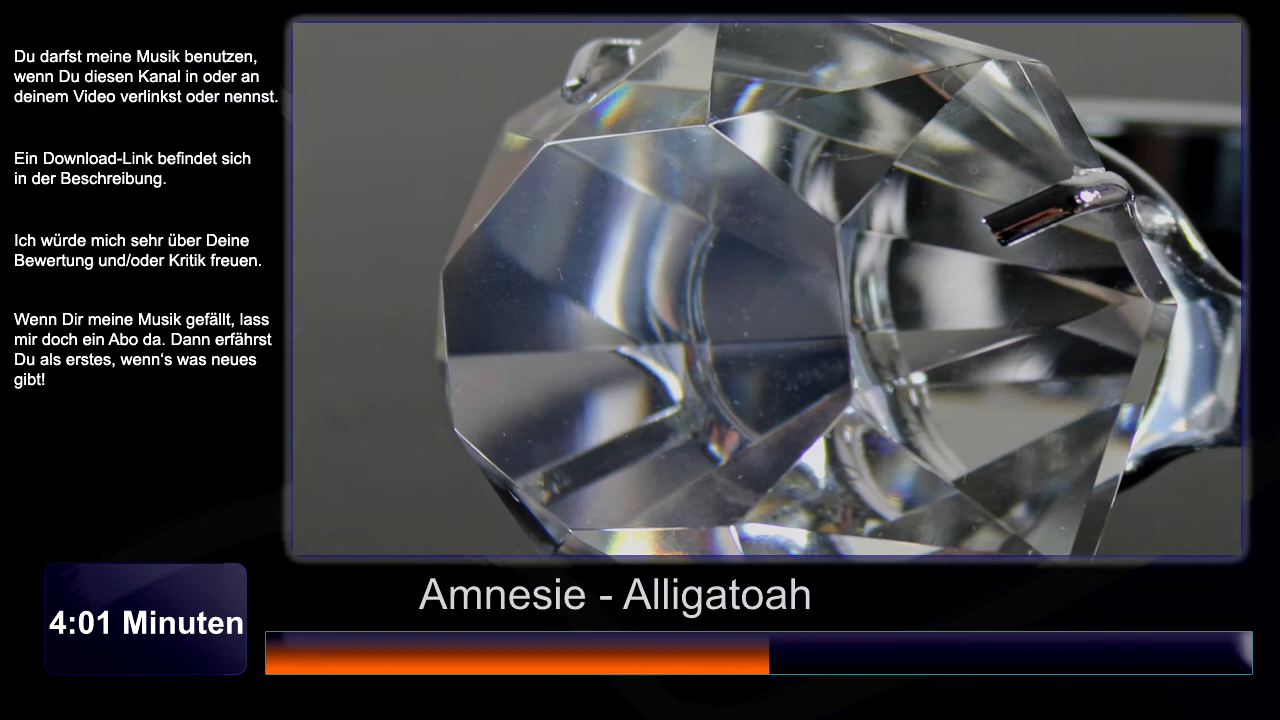 Du darfst meine Musik benutzen,
wenn Du diesen Kanal in oder an
deinem Video verlinkst oder nennst.
Ein Download-Link befindet sich
in der Beschreibung.
Ich würde mich sehr über Deine
Bewertung und/oder Kritik freuen.
Wenn Dir meine Musik gefällt, lass
mir doch ein Abo da. Dann erfährst
Du als erstes, wenn‘s was neues
gibt!
Amnesie - Alligatoah
4:01 Minuten